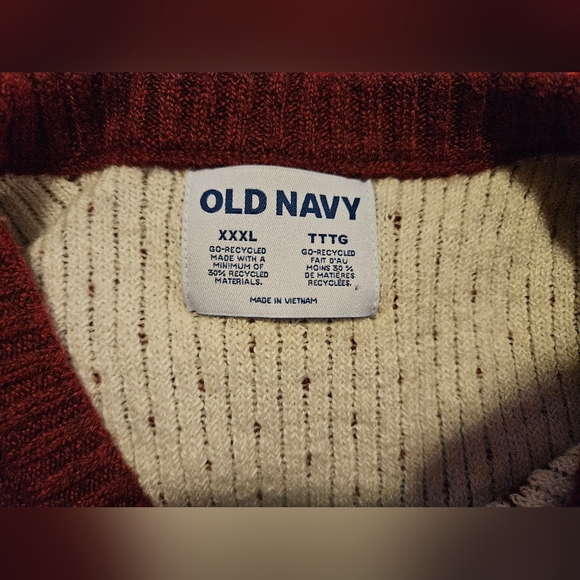 OLD NAVY
XXXL
GO-RECYCLED
MADE WITH A
MINIMUM OF
30% RECYCLED
MATERIALS.
TTTG
GO-RECYCLED
FAIT D'AU
MOINS 30 %
DE MATIÈRES
RECYCLÉES.
MADE IN VIETNAM